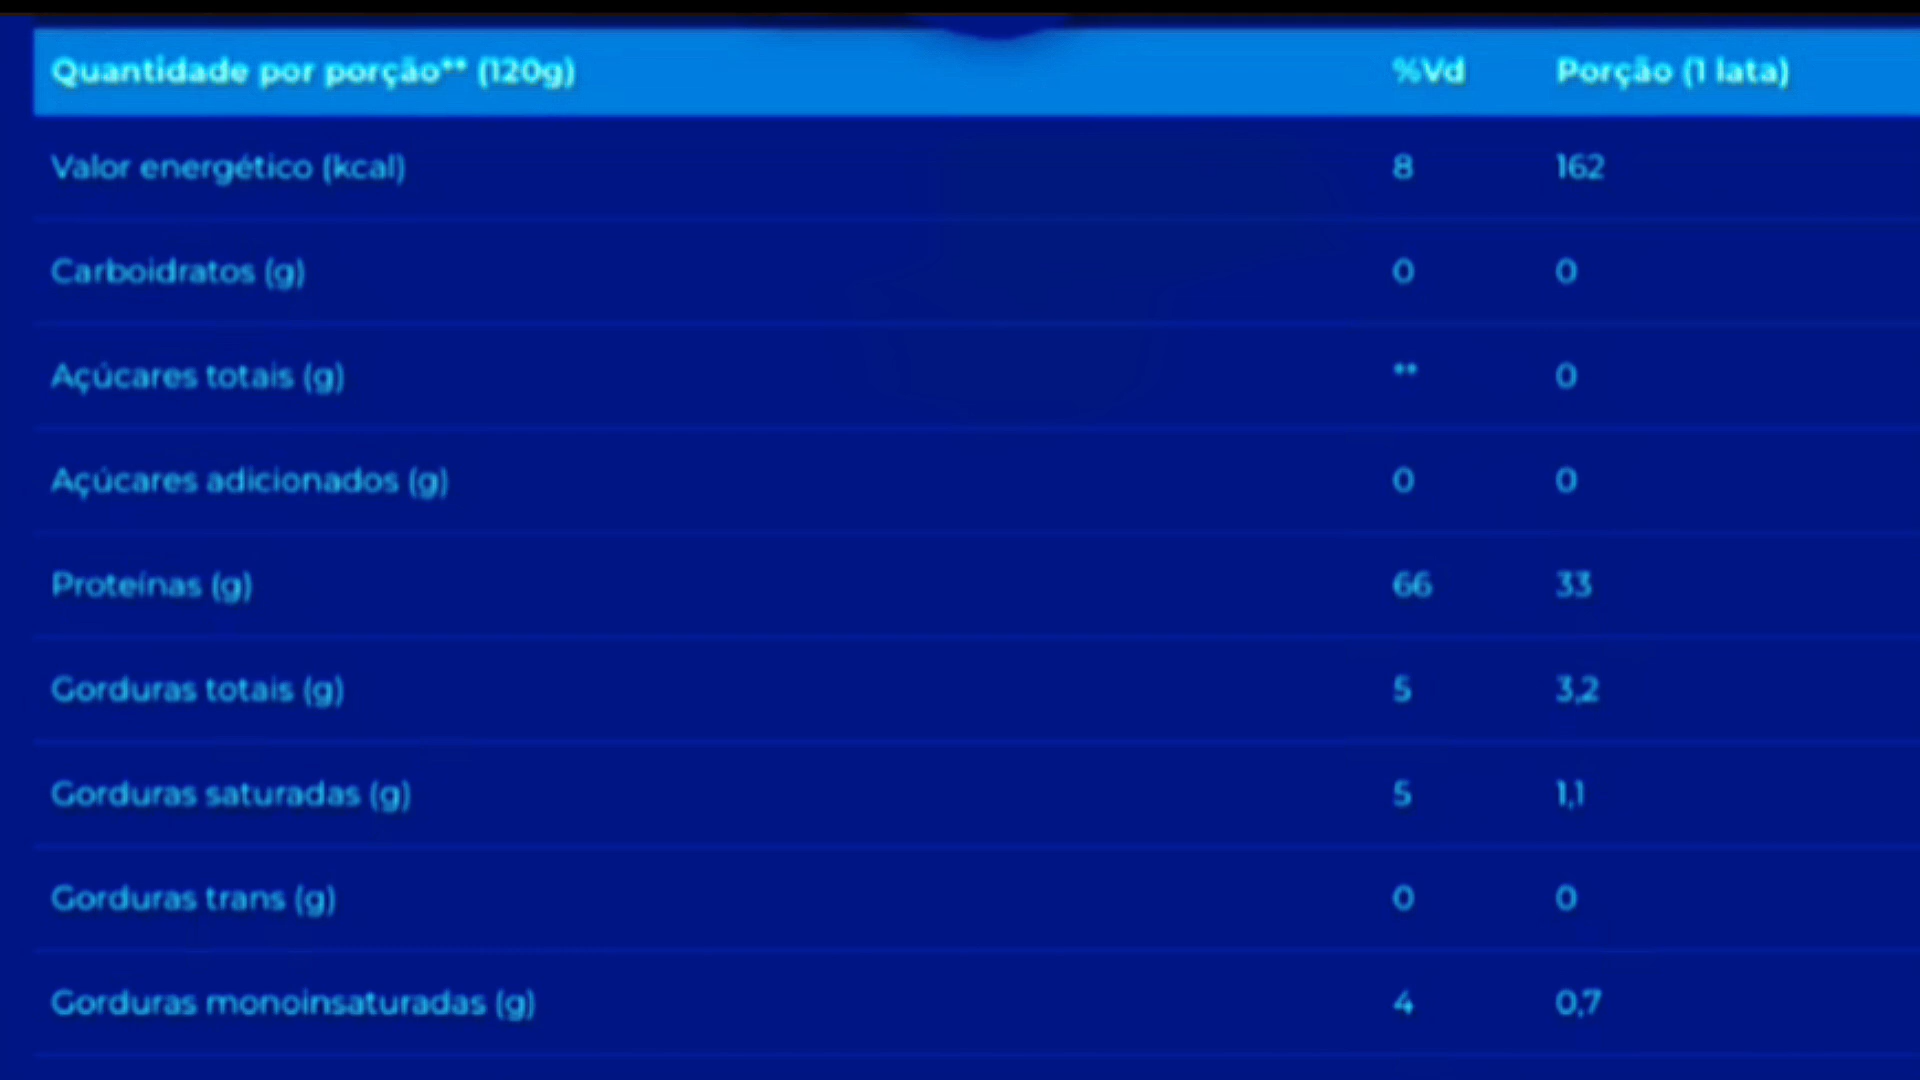 Quantidade por porção** (120g) %Vd Porção (1 lata)
Valor energético (kcal) 8 162
Carboidratos (g) 0 0
Açúcares totais (g) ** 0
Açúcares adicionados (g) 0 0
Proteínas (g) 66 33
Gorduras totais (g) 5 3,2
Gorduras saturadas (g) 5 1,1
Gorduras trans (g) 0 0
Gorduras monoinsaturadas (g) 4 0,7